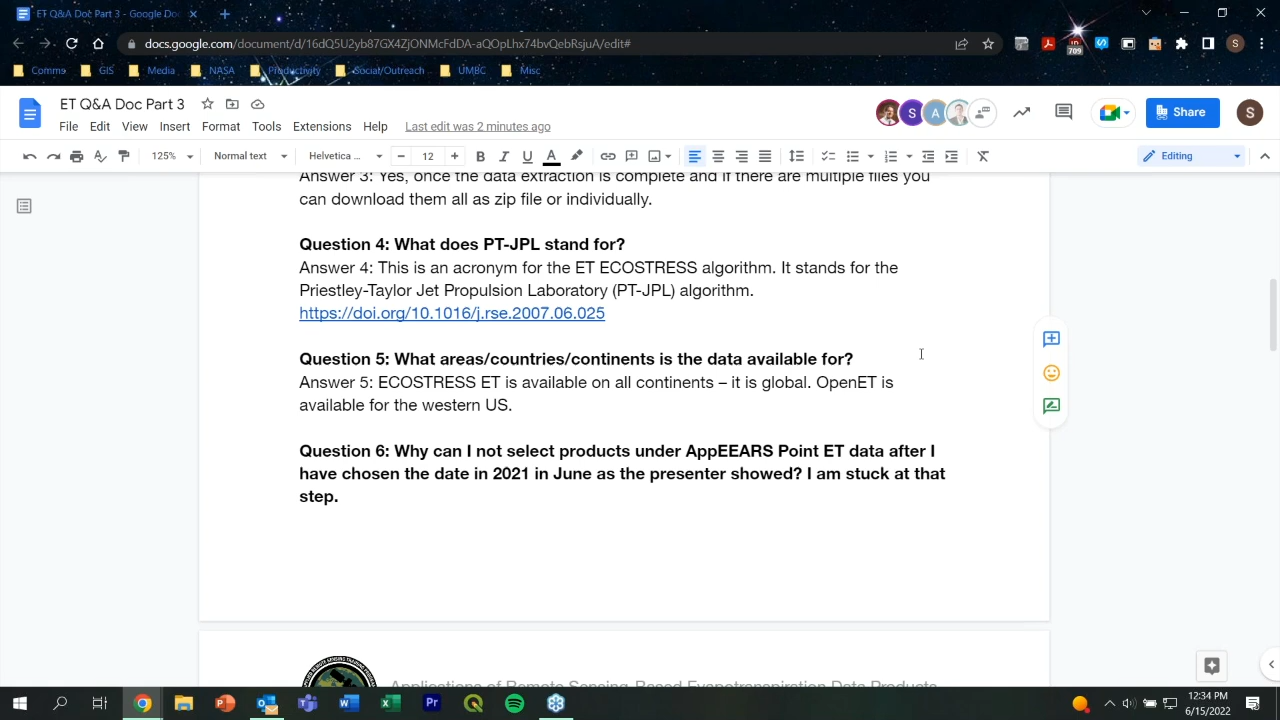 ET Q&A Doc Part 3 - Google Doc
docs.google.com/document/d/16dQ5U2yb87GX4ZjONMcFdDA-aQOpLhx74bvQebRsjuA/edit#
709
S
Comms GIS Media NASA Productivity Social/Outreach UMBC Misc
ET Q&A Doc Part 3
S A Share S
File Edit View Insert Format Tools Extensions Help Last edit was 2 minutes ago
125% Normal text Helvetica ... 12 B I U A Editing
Answer 3: Yes, once the data extraction is complete and if there are multiple files you
can download them all as zip file or individually.
Question 4: What does PT-JPL stand for?
Answer 4: This is an acronym for the ET ECOSTRESS algorithm. It stands for the
Priestley-Taylor Jet Propulsion Laboratory (PT-JPL) algorithm.
https://doi.org/10.1016/j.rse.2007.06.025
Question 5: What areas/countries/continents is the data available for?
Answer 5: ECOSTRESS ET is available on all continents – it is global. OpenET is
available for the western US.
Question 6: Why can I not select products under AppEEARS Point ET data after I
have chosen the date in 2021 in June as the presenter showed? I am stuck at that
step.
Applications of Remote Sensing-Based Evapotranspiration Data Products
12:34 PM
6/15/2022